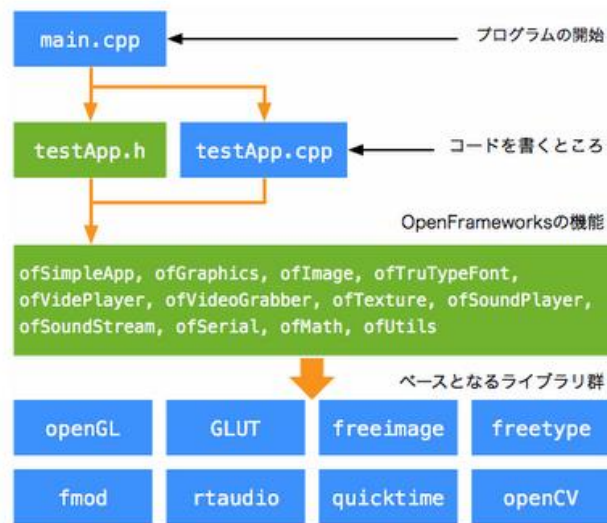 main.cpp
プログラムの開始
testApp.h
testApp.cpp
コードを書くところ
OpenFrameworksの機能
ofSimpleApp, ofGraphics, ofImage, ofTruTypeFont,
ofVidePlayer, ofVideoGrabber, ofTexture, ofSoundPlayer,
ofSoundStream, ofSerial, ofMath, ofUtils
ベースとなるライブラリ群
openGL
GLUT
freeimage
freetype
fmod
rtaudio
quicktime
openCV